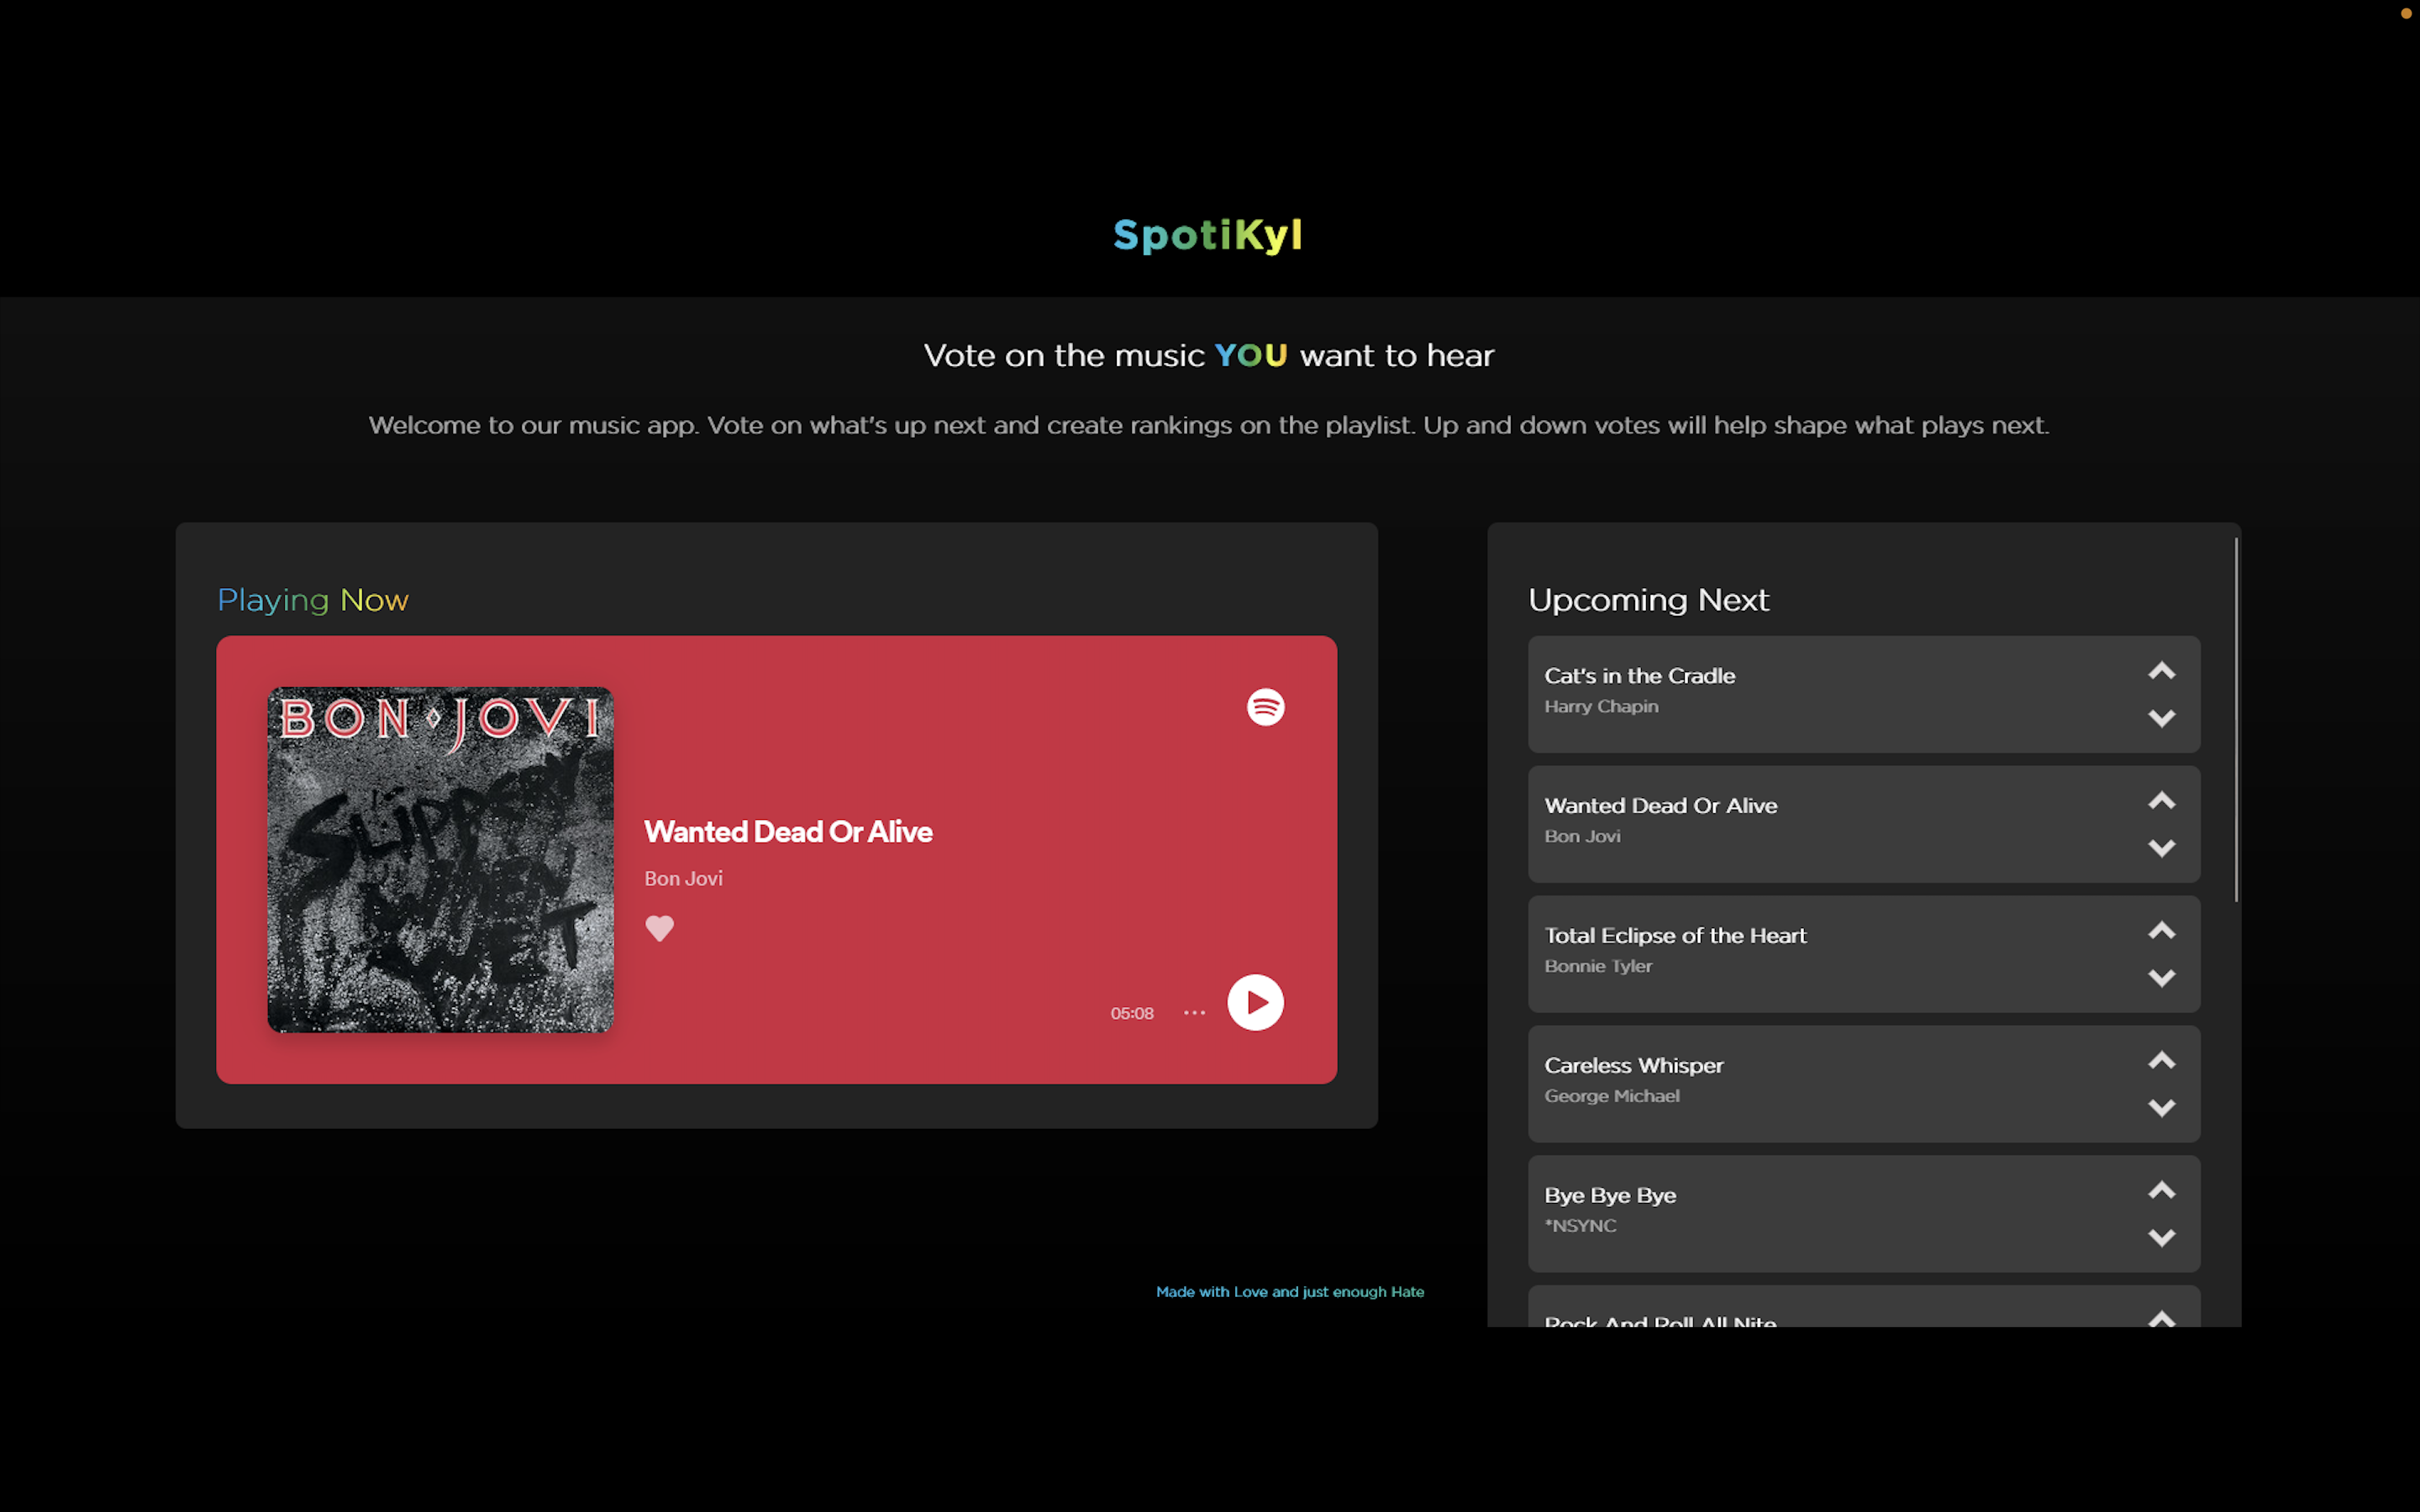 SpotiKyl
Vote on the music YOU want to hear
Welcome to our music app. Vote on what's up next and create rankings on the playlist. Up and down votes will help shape what plays next.
Playing Now
BON JOVI
SLIPPERY
WHEN
WET
Wanted Dead Or Alive
Bon Jovi
05:08
Upcoming Next
Cat's in the Cradle
Harry Chapin
Wanted Dead Or Alive
Bon Jovi
Total Eclipse of the Heart
Bonnie Tyler
Careless Whisper
George Michael
Bye Bye Bye
*NSYNC
Rock And Roll All Nite
Made with Love and just enough Hate